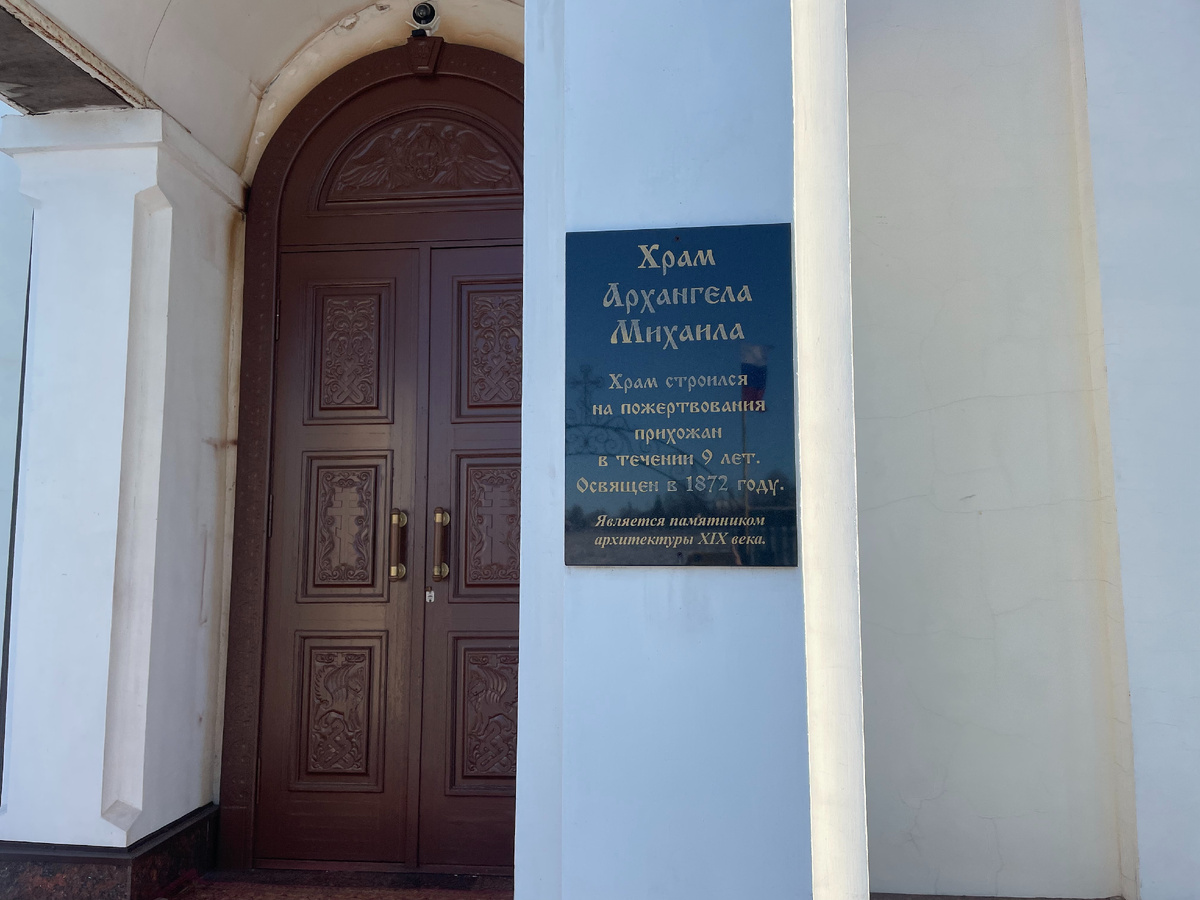 Храм
Архангела
Михаила
Храм строился
на пожертвования
прихожан
в течении 9 лет.
Освящен в 1872 году.
Является памятником
архитектуры XIX века.